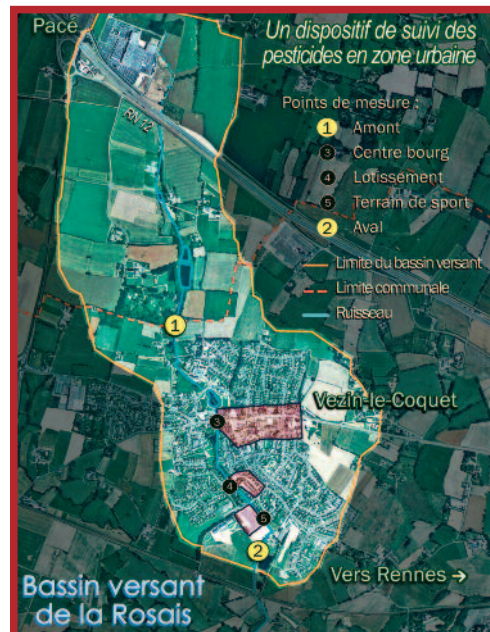 Pacé
Un dispositif de suivi des
pesticides en zone urbaine
RN 12
Points de mesure :
1 Amont
3 Centre bourg
4 Lotissement
5 Terrain de sport
2 Aval
Limite du bassin versant
Limite communale
Ruisseau
1
Vezin-le-Coquet
3
4
5
2
Vers Rennes →
Bassin versant
de la Rosais